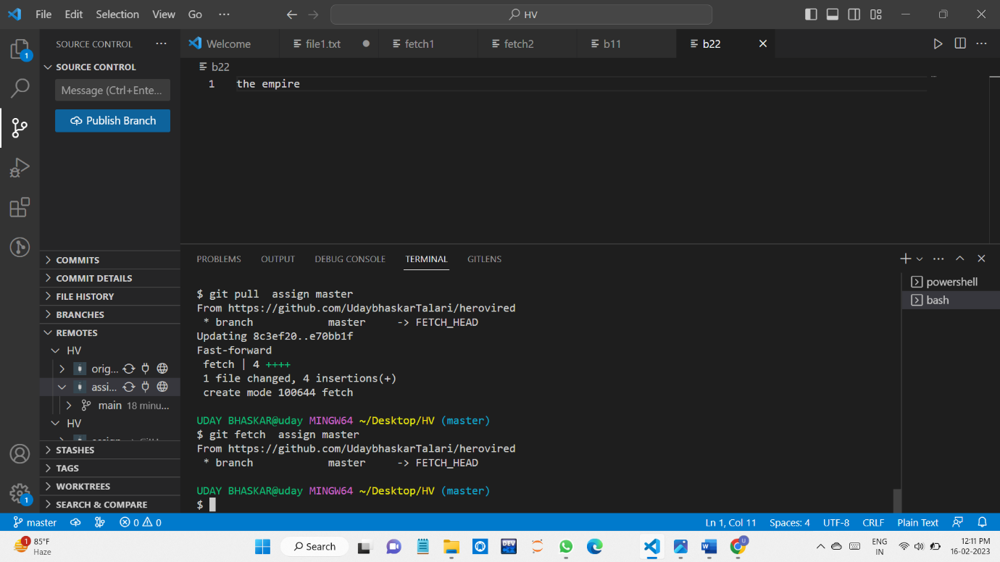 File Edit Selection View Go ··· HV
SOURCE CONTROL ···
Welcome file1.txt fetch1 fetch2 b11 b22
SOURCE CONTROL
Message (Ctrl+Ente...
Publish Branch
b22
1 the empire
PROBLEMS OUTPUT DEBUG CONSOLE TERMINAL GITLENS
powershell
bash
$ git pull  assign master
From https://github.com/UdaybhaskarTalari/herovired
 * branch            master     -> FETCH_HEAD
Updating 8c3ef20..e70bb1f
Fast-forward
 fetch | 4 ++++
 1 file changed, 4 insertions(+)
 create mode 100644 fetch
UDAY BHASKAR@uday MINGW64 ~/Desktop/HV (master)
$ git fetch  assign master
From https://github.com/UdaybhaskarTalari/herovired
 * branch            master     -> FETCH_HEAD
UDAY BHASKAR@uday MINGW64 ~/Desktop/HV (master)
$
COMMITS
COMMIT DETAILS
FILE HISTORY
BRANCHES
REMOTES
HV
orig...
assi...
main 18 minu...
HV
STASHES
TAGS
WORKTREES
SEARCH & COMPARE
1
1
master 0 0 Ln 1, Col 11 Spaces: 4 UTF-8 CRLF Plain Text
1 85°F
Haze
Search
DEV
U
ENG
IN
12:11 PM
16-02-2023